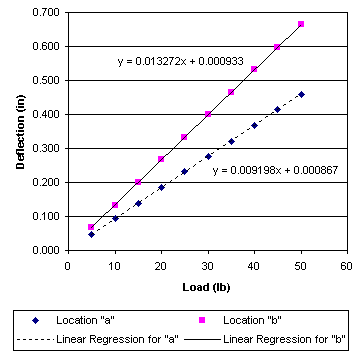 0.700
0.600
0.500
0.400
0.300
0.200
0.100
0.000
Deflection (in)
y = 0.013272x + 0.000933
y = 0.009198x + 0.000867
0 10 20 30 40 50 60
Load (lb)
Location "a" Location "b"
Linear Regression for "a" Linear Regression for "b"